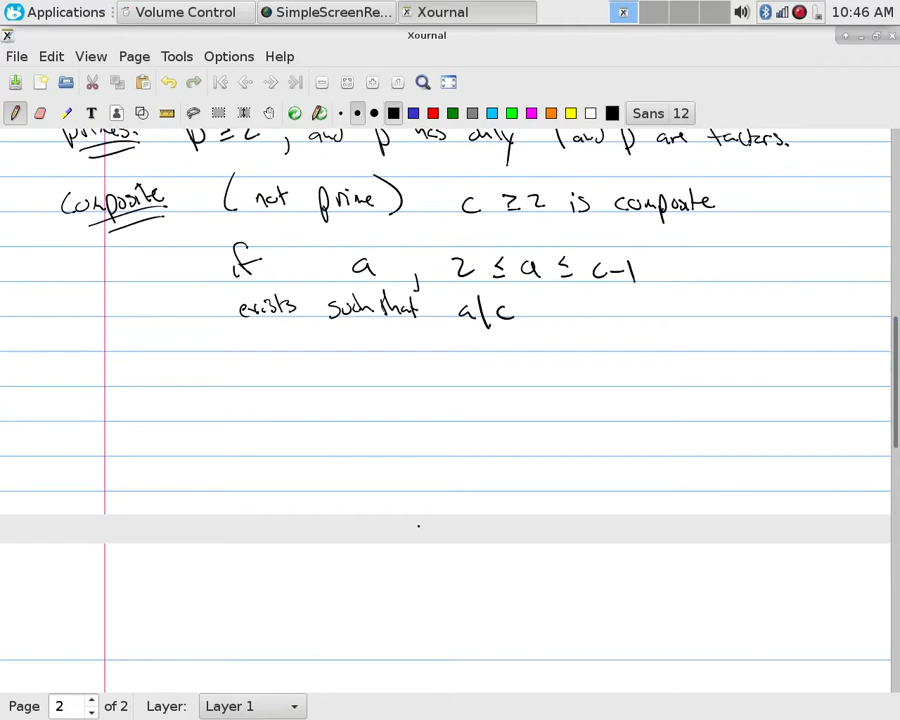 Applications
Volume Control
SimpleScreenRe...
Xournal
10:46 AM
Xournal
File Edit View Page Tools Options Help
Sans 12
primes: p ≥ 2, and p has only 1 and p are factors.
composite (not prime) c ≥ 2 is composite
if a, 2 ≤ a ≤ c-1
exists such that a|c
Page 2 of 2 Layer: Layer 1